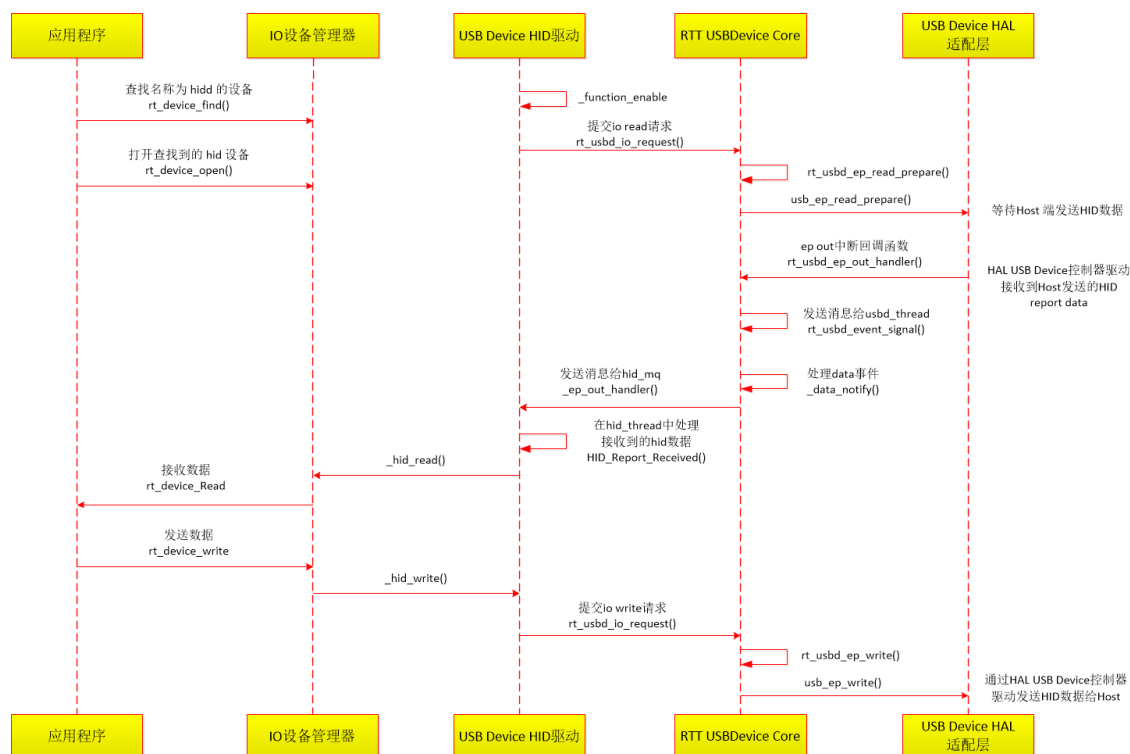 应用程序
IO设备管理器
USB Device HID驱动
RTT USBDevice Core
USB Device HAL
适配层
查找名称为 hidd 的设备
rt_device_find()
_function_enable
提交io read请求
rt_usbd_io_request()
打开查找到的 hid 设备
rt_device_open()
rt_usbd_ep_read_prepare()
usb_ep_read_prepare()
等待Host 端发送HID数据
ep out中断回调函数
rt_usbd_ep_out_handler()
HAL USB Device控制器驱动
接收到Host发送的HID
report data
发送消息给usbd_thread
rt_usbd_event_signal()
发送消息给hid_mq
_ep_out_handler()
处理data事件
_data_notify()
在hid_thread中处理
接收到的hid数据
HID_Report_Received()
_hid_read()
接收数据
rt_device_Read
发送数据
rt_device_write
_hid_write()
提交io write请求
rt_usbd_io_request()
rt_usbd_ep_write()
usb_ep_write()
通过HAL USB Device控制器
驱动发送HID数据给Host
应用程序
IO设备管理器
USB Device HID驱动
RTT USBDevice Core
USB Device HAL
适配层